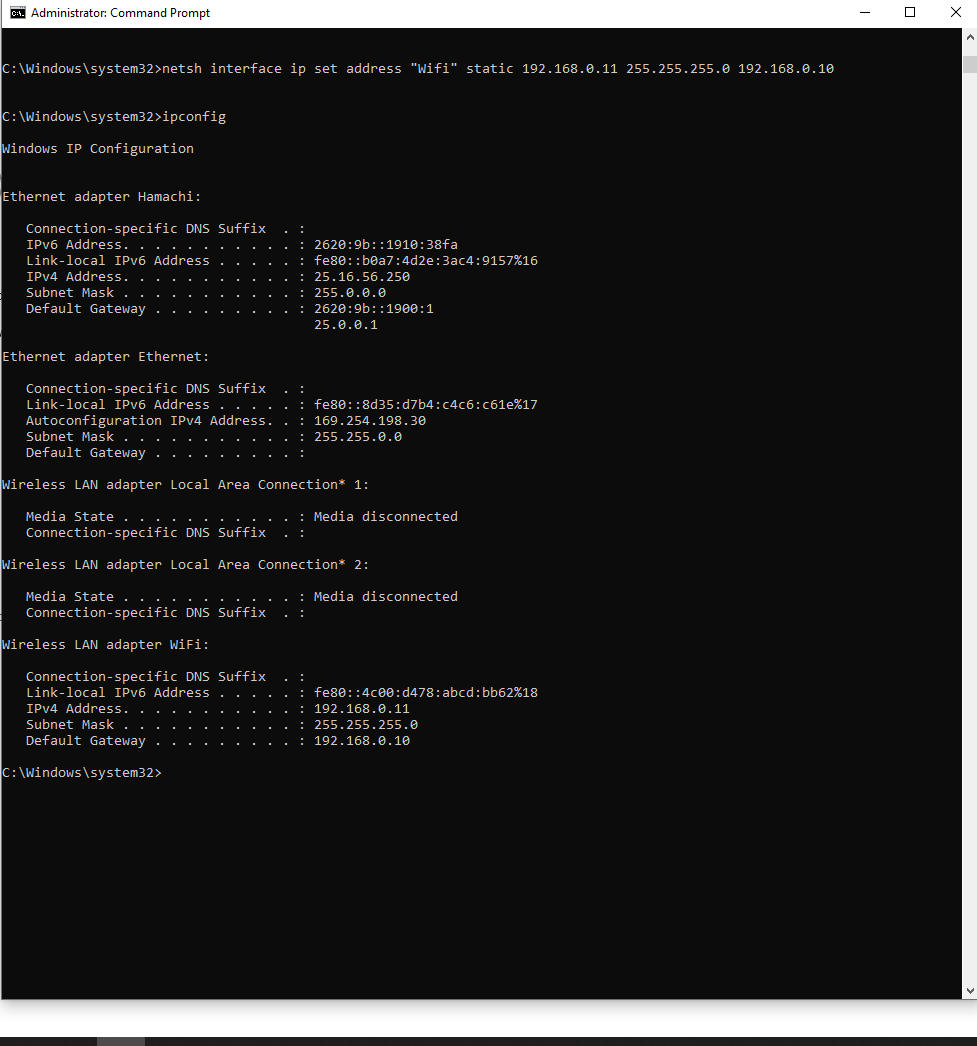 Administrator: Command Prompt
C:\Windows\system32>netsh interface ip set address "Wifi" static 192.168.0.11 255.255.255.0 192.168.0.10
C:\Windows\system32>ipconfig
Windows IP Configuration
Ethernet adapter Hamachi:
   Connection-specific DNS Suffix  . :
   IPv6 Address. . . . . . . . . . . : 2620:9b::1910:38fa
   Link-local IPv6 Address . . . . . : fe80::b0a7:4d2e:3ac4:9157%16
   IPv4 Address. . . . . . . . . . . : 25.16.56.250
   Subnet Mask . . . . . . . . . . . : 255.0.0.0
   Default Gateway . . . . . . . . . : 2620:9b::1900:1
                                       25.0.0.1
Ethernet adapter Ethernet:
   Connection-specific DNS Suffix  . :
   Link-local IPv6 Address . . . . . : fe80::8d35:d7b4:c4c6:c61e%17
   Autoconfiguration IPv4 Address. . : 169.254.198.30
   Subnet Mask . . . . . . . . . . . : 255.255.0.0
   Default Gateway . . . . . . . . . :
Wireless LAN adapter Local Area Connection* 1:
   Media State . . . . . . . . . . . : Media disconnected
   Connection-specific DNS Suffix  . :
Wireless LAN adapter Local Area Connection* 2:
   Media State . . . . . . . . . . . : Media disconnected
   Connection-specific DNS Suffix  . :
Wireless LAN adapter WiFi:
   Connection-specific DNS Suffix  . :
   Link-local IPv6 Address . . . . . : fe80::4c00:d478:abcd:bb62%18
   IPv4 Address. . . . . . . . . . . : 192.168.0.11
   Subnet Mask . . . . . . . . . . . : 255.255.255.0
   Default Gateway . . . . . . . . . : 192.168.0.10
C:\Windows\system32>